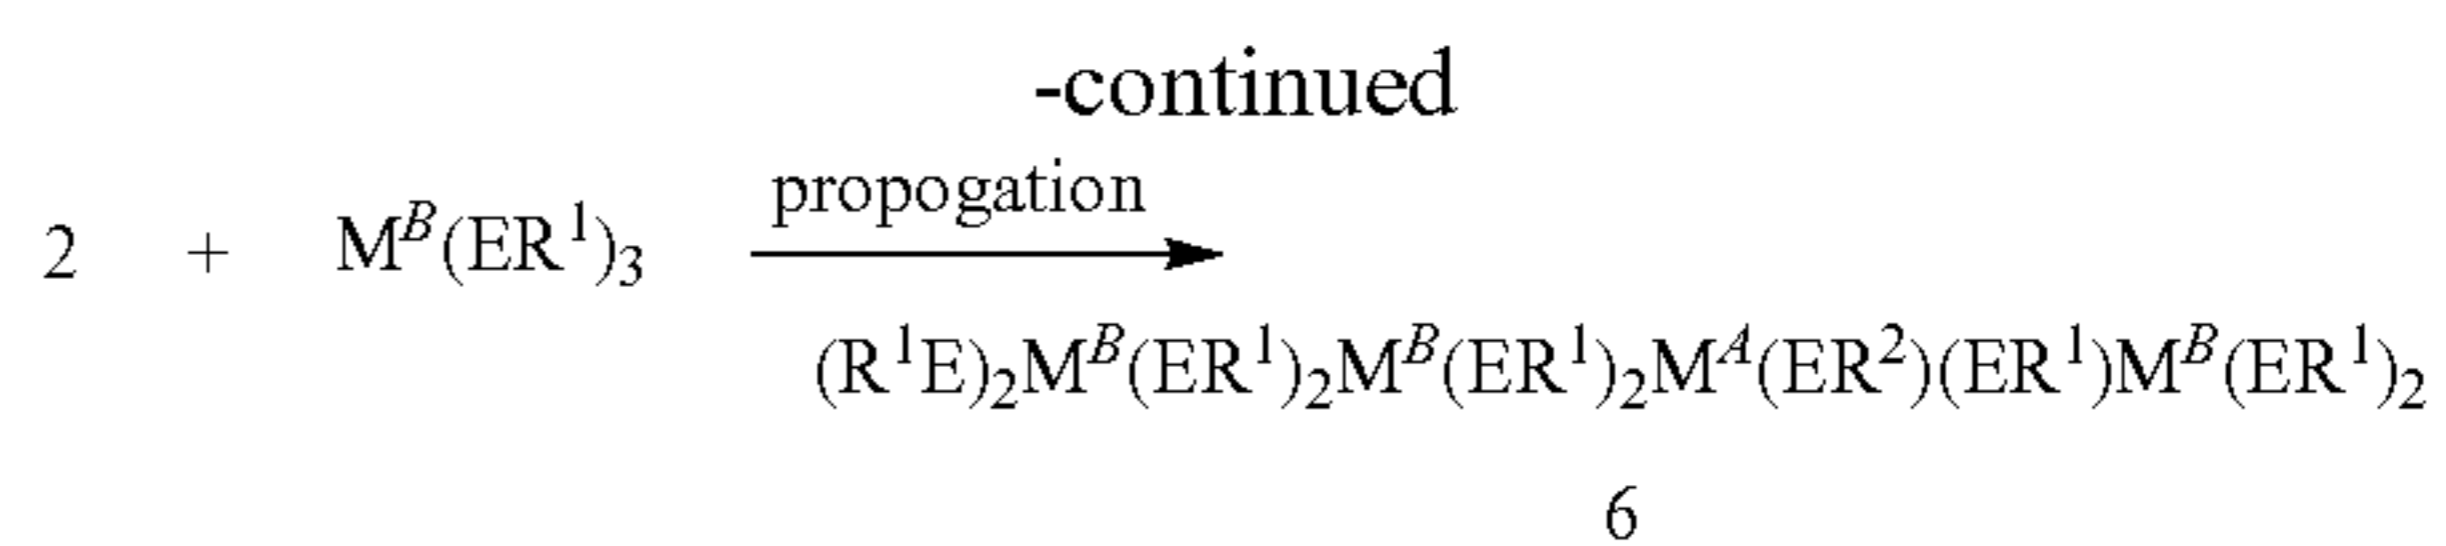 -continued
propogation
2 + M^B(ER^1)_3
(R^1E)_2M^B(ER^1)_2M^B(ER^1)_2M^A(ER^2)(ER^1)M^B(ER^1)_2
6